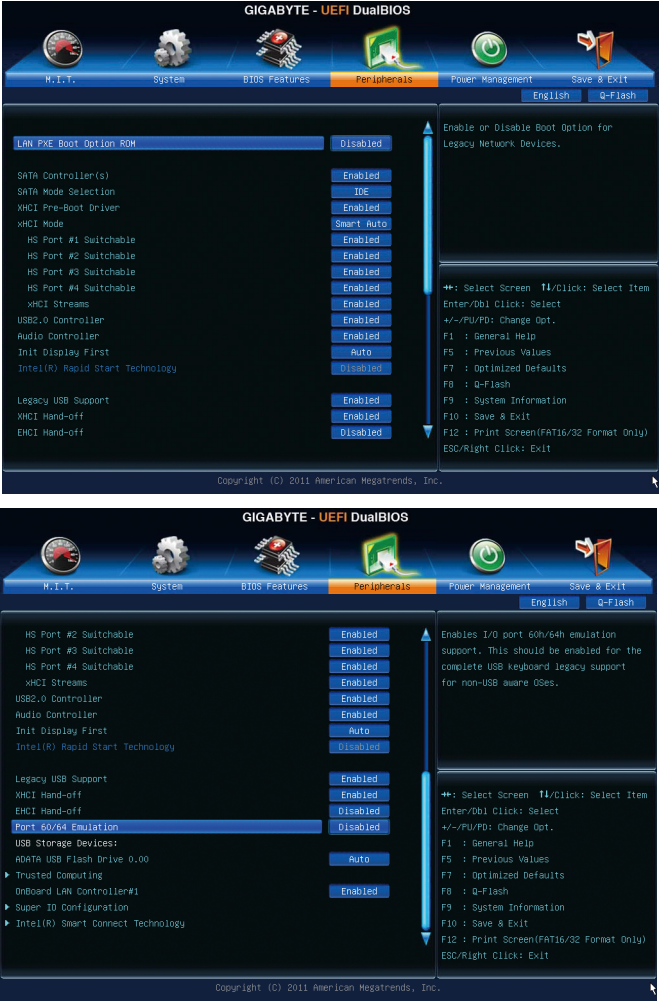 GIGABYTE - UEFI DualBIOS
M.I.T. System BIOS Features Peripherals Power Management Save & Exit
English Q-Flash
LAN PXE Boot Option ROM Disabled
SATA Controller(s) Enabled
SATA Mode Selection IDE
XHCI Pre-Boot Driver Enabled
xHCI Mode Smart Auto
HS Port #1 Switchable Enabled
HS Port #2 Switchable Enabled
HS Port #3 Switchable Enabled
HS Port #4 Switchable Enabled
xHCI Streams Enabled
USB2.0 Controller Enabled
Audio Controller Enabled
Init Display First Auto
Intel(R) Rapid Start Technology Disabled
Legacy USB Support Enabled
XHCI Hand-off Enabled
EHCI Hand-off Disabled
Enable or Disable Boot Option for
Legacy Network Devices.
→←: Select Screen ↑↓/Click: Select Item
Enter/Dbl Click: Select
+/-/PU/PD: Change Opt.
F1 : General Help
F5 : Previous Values
F7 : Optimized Defaults
F8 : Q-Flash
F9 : System Information
F10 : Save & Exit
F12 : Print Screen(FAT16/32 Format Only)
ESC/Right Click: Exit
Copyright (C) 2011 American Megatrends, Inc.
GIGABYTE - UEFI DualBIOS
M.I.T. System BIOS Features Peripherals Power Management Save & Exit
English Q-Flash
HS Port #2 Switchable Enabled
HS Port #3 Switchable Enabled
HS Port #4 Switchable Enabled
xHCI Streams Enabled
USB2.0 Controller Enabled
Audio Controller Enabled
Init Display First Auto
Intel(R) Rapid Start Technology Disabled
Legacy USB Support Enabled
XHCI Hand-off Enabled
EHCI Hand-off Disabled
Port 60/64 Emulation Disabled
USB Storage Devices:
ADATA USB Flash Drive 0.00 Auto
Trusted Computing
OnBoard LAN Controller#1 Enabled
Super IO Configuration
Intel(R) Smart Connect Technology
Enables I/O port 60h/64h emulation
support. This should be enabled for the
complete USB keyboard legacy support
for non-USB aware OSes.
→←: Select Screen ↑↓/Click: Select Item
Enter/Dbl Click: Select
+/-/PU/PD: Change Opt.
F1 : General Help
F5 : Previous Values
F7 : Optimized Defaults
F8 : Q-Flash
F9 : System Information
F10 : Save & Exit
F12 : Print Screen(FAT16/32 Format Only)
ESC/Right Click: Exit
Copyright (C) 2011 American Megatrends, Inc.